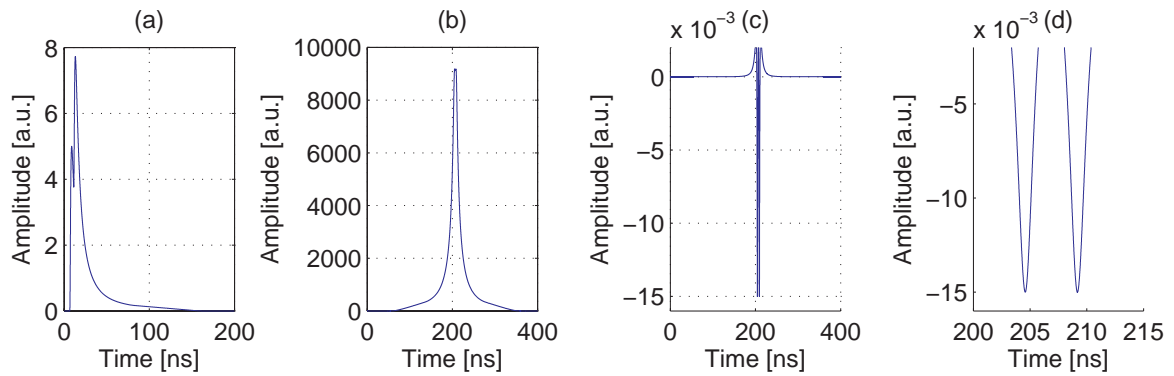 (a)
8
6
4
2
0
0 100 200
Amplitude [a.u.]
Time [ns]
(b)
10000
8000
6000
4000
2000
0
0 200 400
Amplitude [a.u.]
Time [ns]
x 10⁻³ (c)
0
−5
−10
−15
0 200 400
Amplitude [a.u.]
Time [ns]
x 10⁻³ (d)
−5
−10
−15
200 205 210 215
Amplitude [a.u.]
Time [ns]